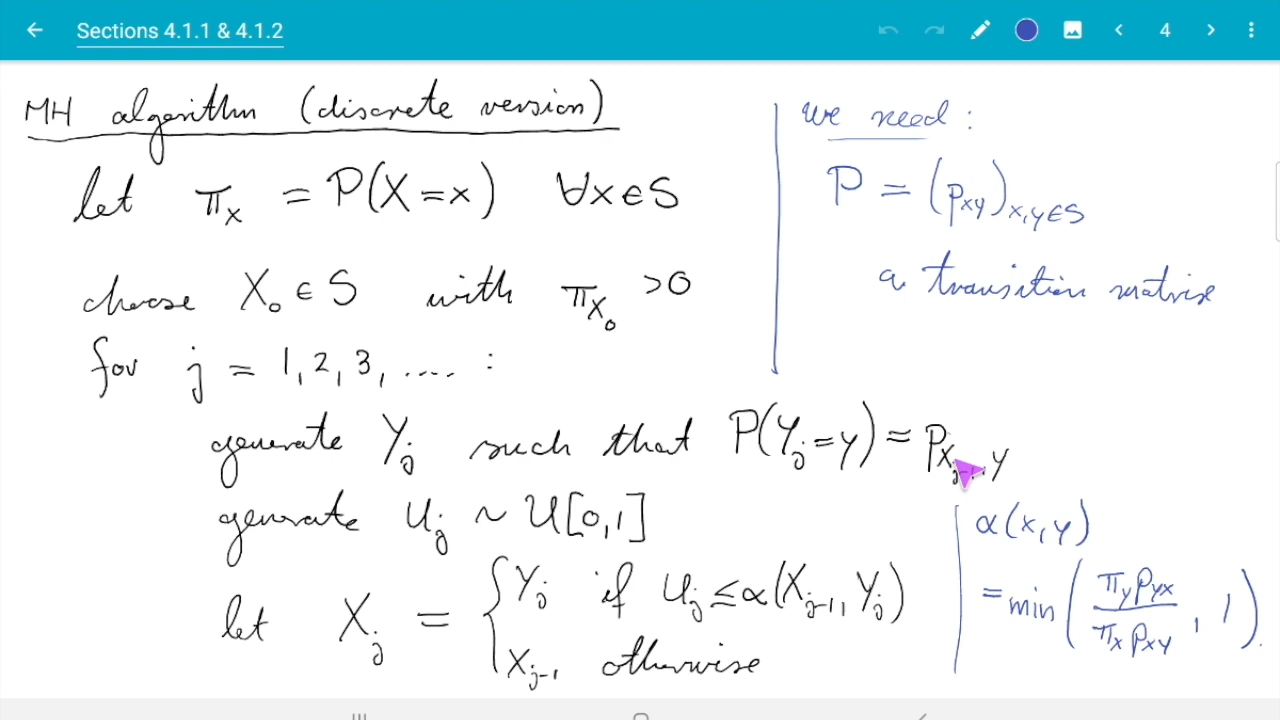 Sections 4.1.1 & 4.1.2
4
MH algorithm (discrete version)
let π_x = P(X=x) ∀x∈S
choose X_0 ∈ S with π_{X_0} >0
for j = 1, 2, 3, .... :
generate Y_j such that P(Y_j=y) = p_{X_{j-1}, y}
generate U_j ~ U[0,1]
let X_j = { Y_j if U_j ≤ α(X_{j-1}, Y_j)
X_{j-1} otherwise
we need :
P = (p_{xy})_{x,y∈S}
a transition matrix
α(x,y)
= min( π_y p_{yx} / π_x p_{xy} , 1 ).